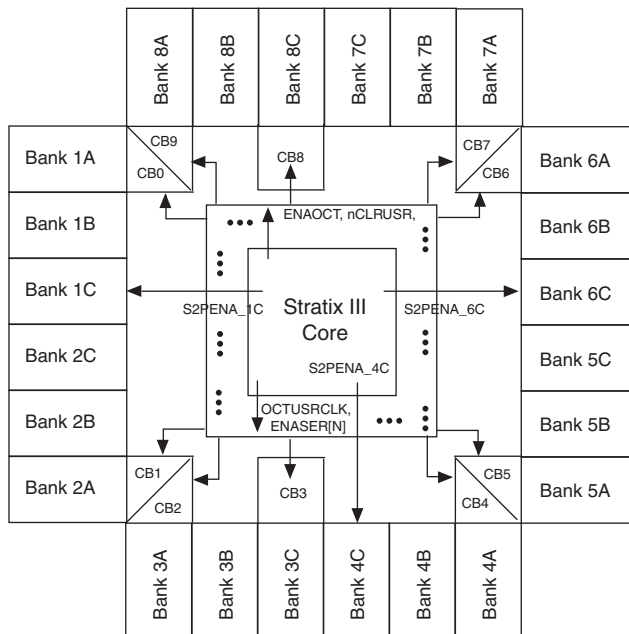 Bank 8A
Bank 8B
Bank 8C
Bank 7C
Bank 7B
Bank 7A
Bank 1A
CB9
CB0
CB8
CB7
CB6
Bank 6A
Bank 1B
ENAOCT, nCLRUSR,
Bank 6B
Bank 1C
S2PENA_1C
Stratix III
Core
S2PENA_6C
Bank 6C
Bank 2C
S2PENA_4C
Bank 5C
Bank 2B
OCTUSRCLK,
ENASER[N]
Bank 5B
Bank 2A
CB1
CB2
CB3
CB5
CB4
Bank 5A
Bank 3A
Bank 3B
Bank 3C
Bank 4C
Bank 4B
Bank 4A